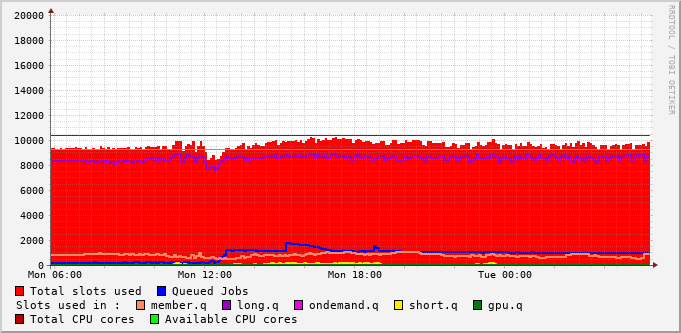 20000
18000
16000
14000
12000
10000
8000
6000
4000
2000
0
Mon 06:00 Mon 12:00 Mon 18:00 Tue 00:00
RRDTOOL / TOBI OETIKER
Total slots used Queued Jobs
Slots used in : member.q long.q ondemand.q short.q gpu.q
Total CPU cores Available CPU cores